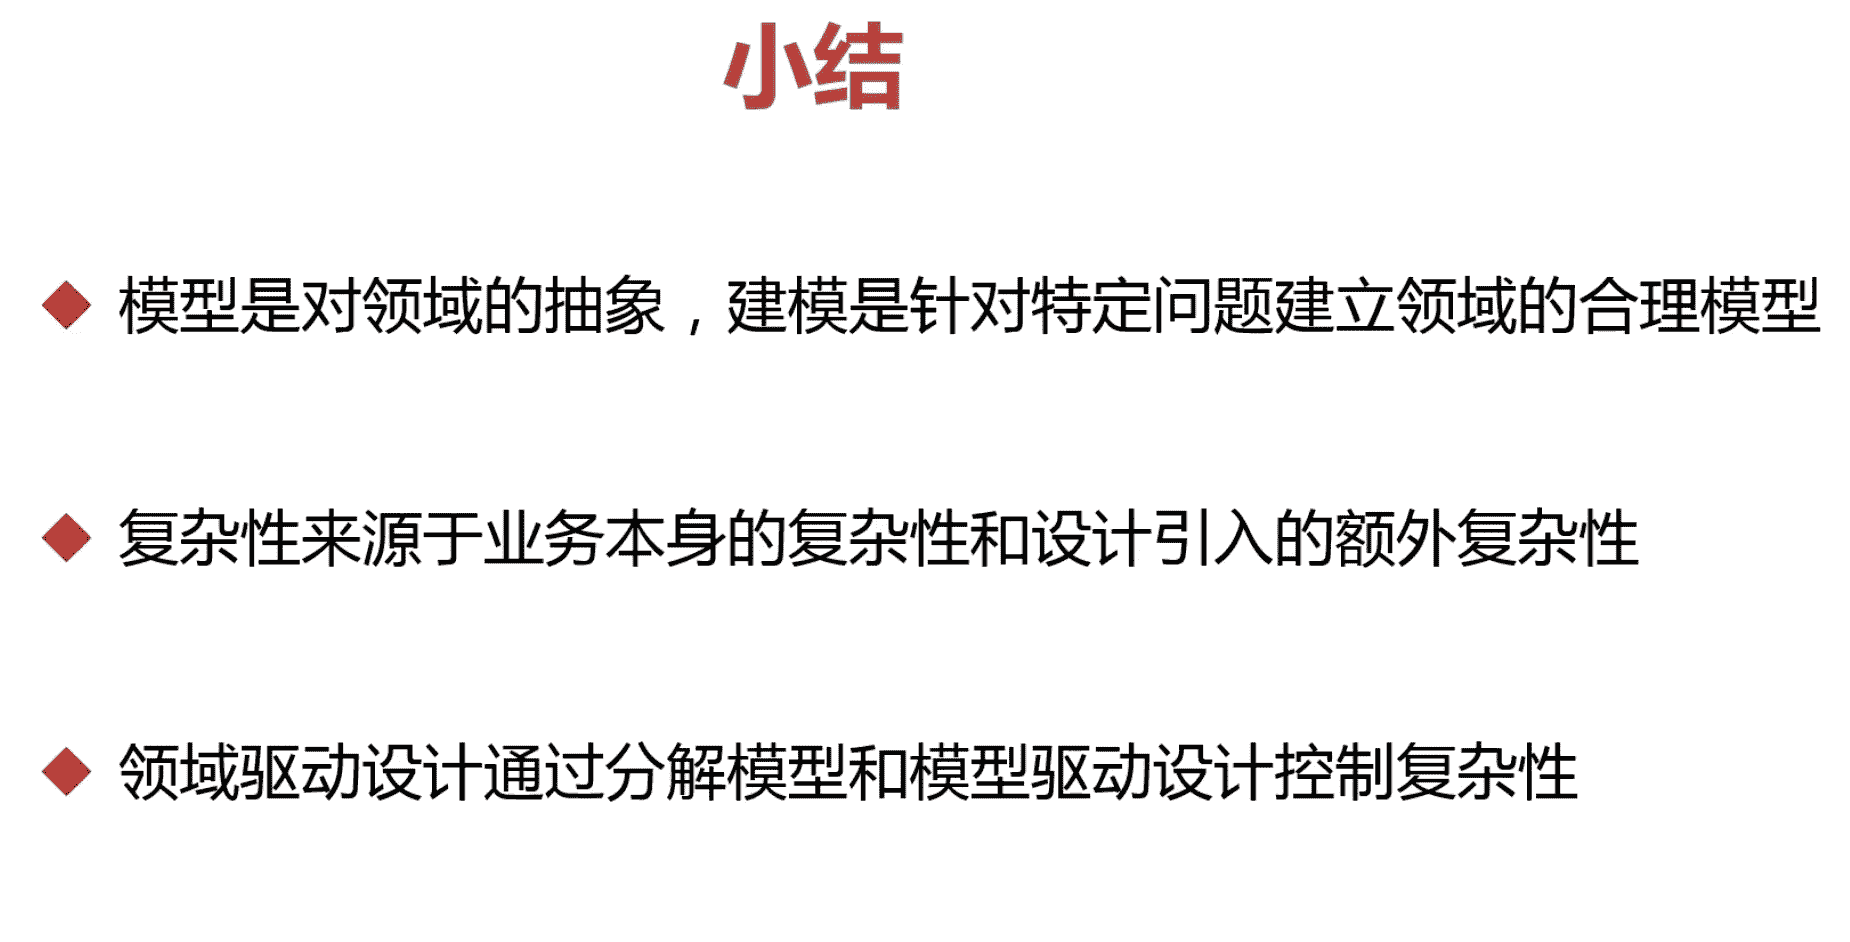 小结
模型是对领域的抽象，建模是针对特定问题建立领域的合理模型
复杂性来源于业务本身的复杂性和设计引入的额外复杂性
领域驱动设计通过分解模型和模型驱动设计控制复杂性